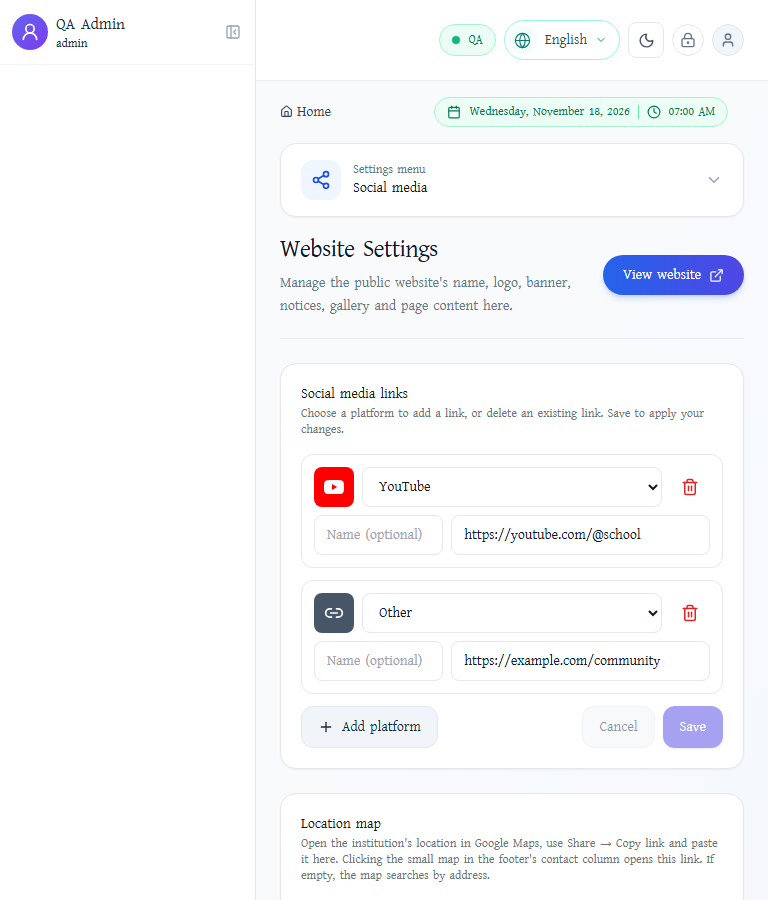 QA Admin
admin
QA
English
Home
Wednesday, November 18, 2026
07:00 AM
Settings menu
Social media
Website Settings
Manage the public website's name, logo, banner,
notices, gallery and page content here.
View website
Social media links
Choose a platform to add a link, or delete an existing link. Save to apply your
changes.
YouTube
Name (optional)
https://youtube.com/@school
Other
Name (optional)
https://example.com/community
Add platform
Cancel
Save
Location map
Open the institution's location in Google Maps, use Share → Copy link and paste
it here. Clicking the small map in the footer's contact column opens this link. If
empty, the map searches by address.